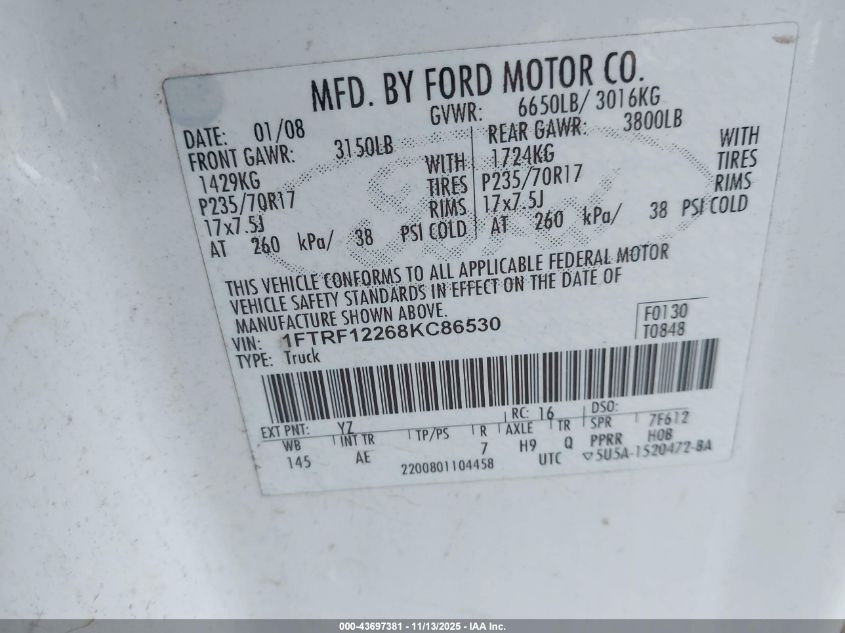 MFD. BY FORD MOTOR CO.
DATE: 01/08 GVWR: 6650LB/ 3016KG
FRONT GAWR: 3150LB REAR GAWR: 3800LB
1429KG WITH 1724KG WITH
P235/70R17 TIRES P235/70R17 TIRES
17x7.5J RIMS 17x7.5J RIMS
AT 260 kPa/ 38 PSI COLD AT 260 kPa/ 38 PSI COLD
THIS VEHICLE CONFORMS TO ALL APPLICABLE FEDERAL MOTOR
VEHICLE SAFETY STANDARDS IN EFFECT ON THE DATE OF
MANUFACTURE SHOWN ABOVE.
VIN: 1FTRF12268KC86530 F0130
TYPE: Truck T0848
EXT PNT: YZ RC: 16 DSO:
WB INT TR TP/PS R AXLE TR SPR 7F612
145 AE 7 H9 Q PPRR HOB
2200801104458 UTC ▽5U5A-1520472-BA
000-43697381 - 11/13/2025 - IAA Inc.